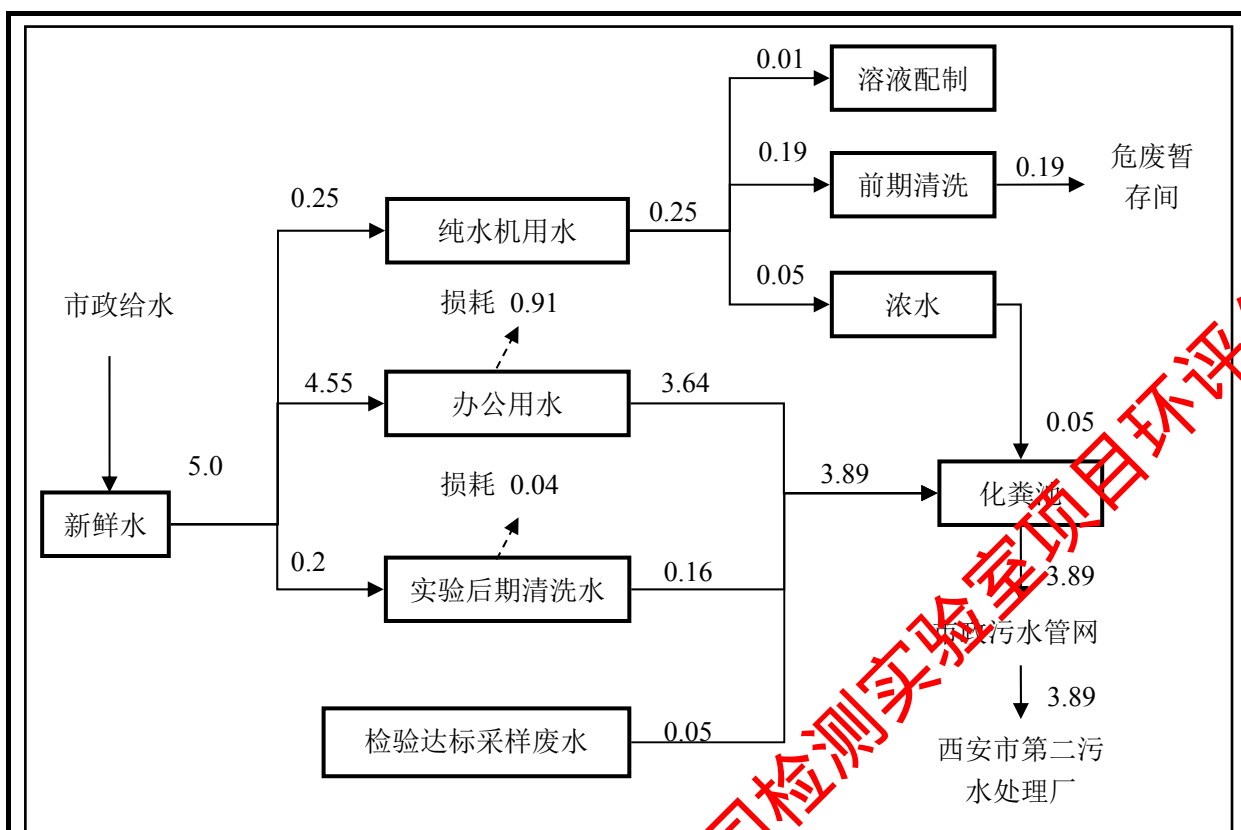 0.01
溶液配制
0.19
前期清洗
0.19
危废暂
存间
0.25
纯水机用水
0.25
0.05
浓水
市政给水
损耗 0.91
4.55
办公用水
3.64
0.05
5.0
损耗 0.04
3.89
化粪池
新鲜水
0.2
实验后期清洗水
0.16
3.89
市政污水管网
3.89
检验达标采样废水
0.05
西安市第二污
水处理厂
检测实验室项目环评